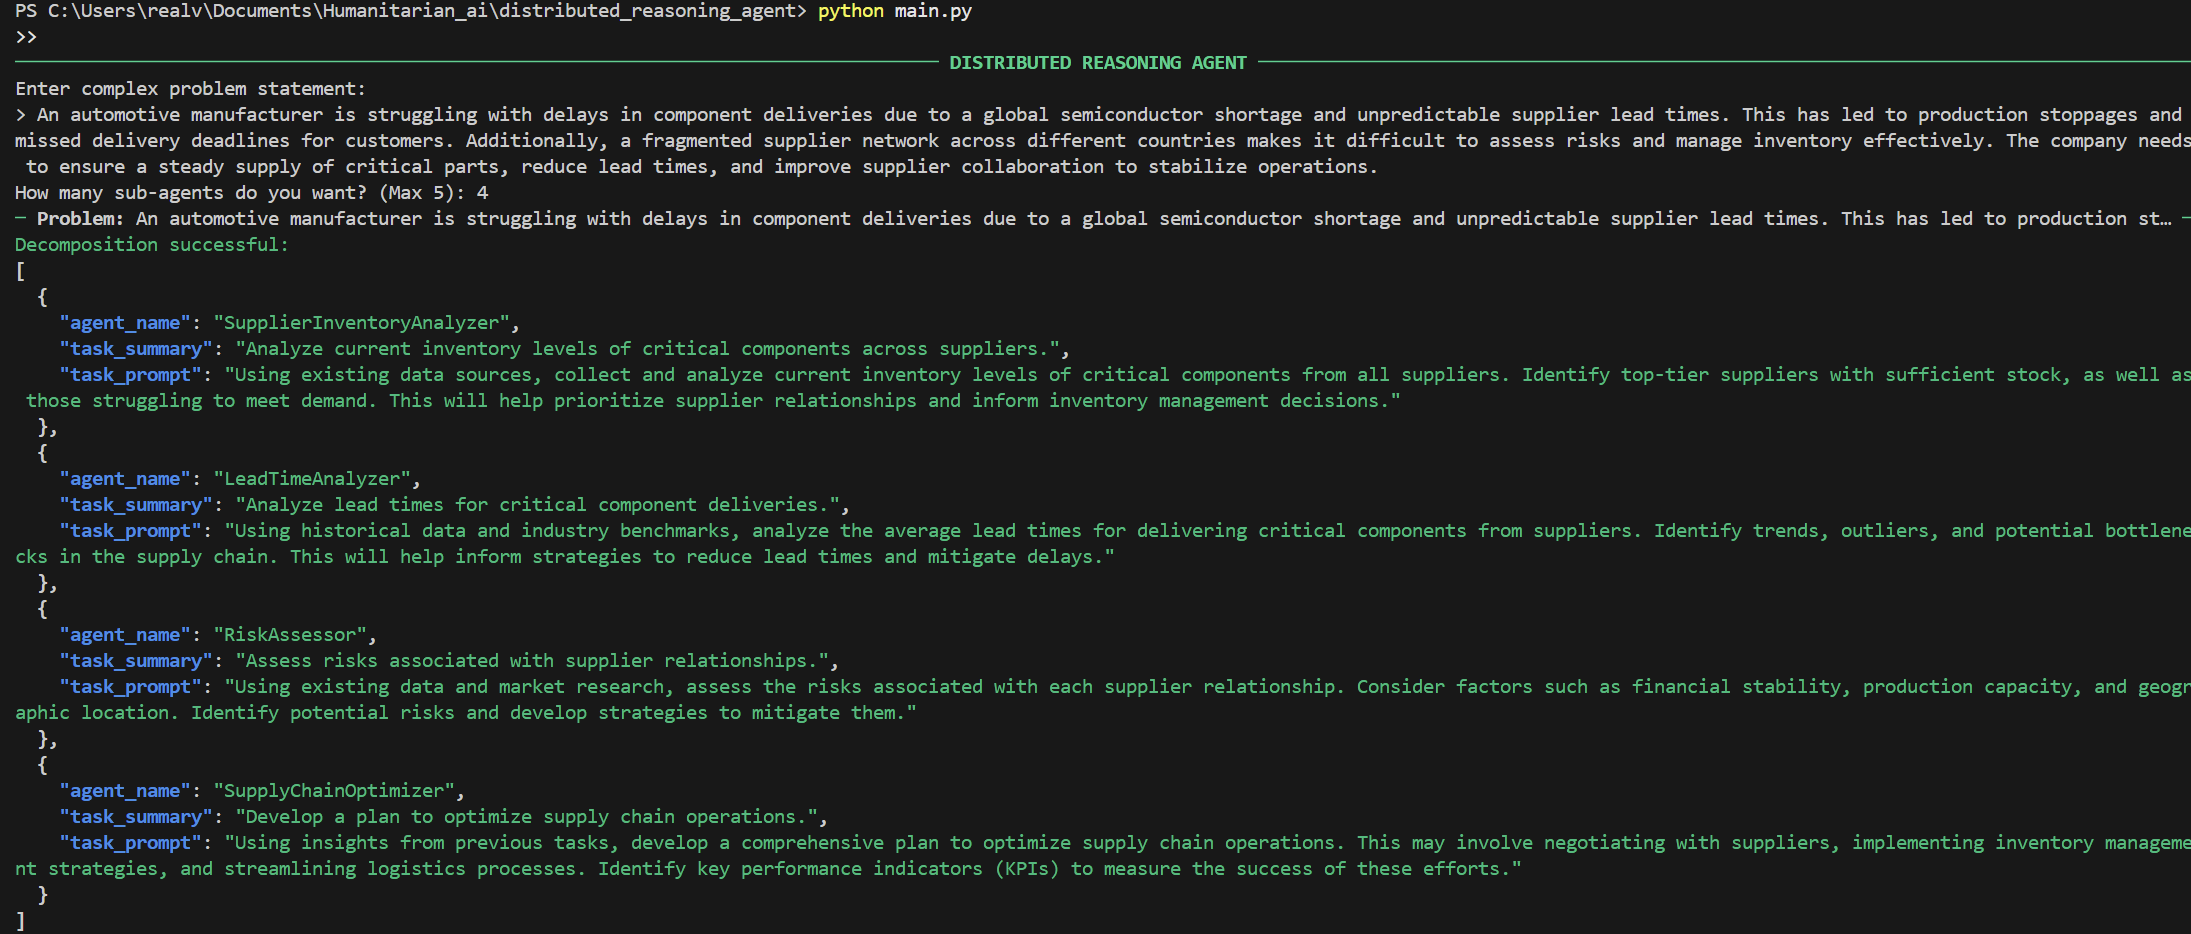 PS C:\Users\realv\Documents\Humanitarian_ai\distributed_reasoning_agent> python main.py
>>
DISTRIBUTED REASONING AGENT
Enter complex problem statement:
> An automotive manufacturer is struggling with delays in component deliveries due to a global semiconductor shortage and unpredictable supplier lead times. This has led to production stoppages and
missed delivery deadlines for customers. Additionally, a fragmented supplier network across different countries makes it difficult to assess risks and manage inventory effectively. The company needs
to ensure a steady supply of critical parts, reduce lead times, and improve supplier collaboration to stabilize operations.
How many sub-agents do you want? (Max 5): 4
─ Problem: An automotive manufacturer is struggling with delays in component deliveries due to a global semiconductor shortage and unpredictable supplier lead times. This has led to production st… ─
Decomposition successful:
[
  {
    "agent_name": "SupplierInventoryAnalyzer",
    "task_summary": "Analyze current inventory levels of critical components across suppliers.",
    "task_prompt": "Using existing data sources, collect and analyze current inventory levels of critical components from all suppliers. Identify top-tier suppliers with sufficient stock, as well as
 those struggling to meet demand. This will help prioritize supplier relationships and inform inventory management decisions."
  },
  {
    "agent_name": "LeadTimeAnalyzer",
    "task_summary": "Analyze lead times for critical component deliveries.",
    "task_prompt": "Using historical data and industry benchmarks, analyze the average lead times for delivering critical components from suppliers. Identify trends, outliers, and potential bottlene
cks in the supply chain. This will help inform strategies to reduce lead times and mitigate delays."
  },
  {
    "agent_name": "RiskAssessor",
    "task_summary": "Assess risks associated with supplier relationships.",
    "task_prompt": "Using existing data and market research, assess the risks associated with each supplier relationship. Consider factors such as financial stability, production capacity, and geogr
aphic location. Identify potential risks and develop strategies to mitigate them."
  },
  {
    "agent_name": "SupplyChainOptimizer",
    "task_summary": "Develop a plan to optimize supply chain operations.",
    "task_prompt": "Using insights from previous tasks, develop a comprehensive plan to optimize supply chain operations. This may involve negotiating with suppliers, implementing inventory manageme
nt strategies, and streamlining logistics processes. Identify key performance indicators (KPIs) to measure the success of these efforts."
  }
]